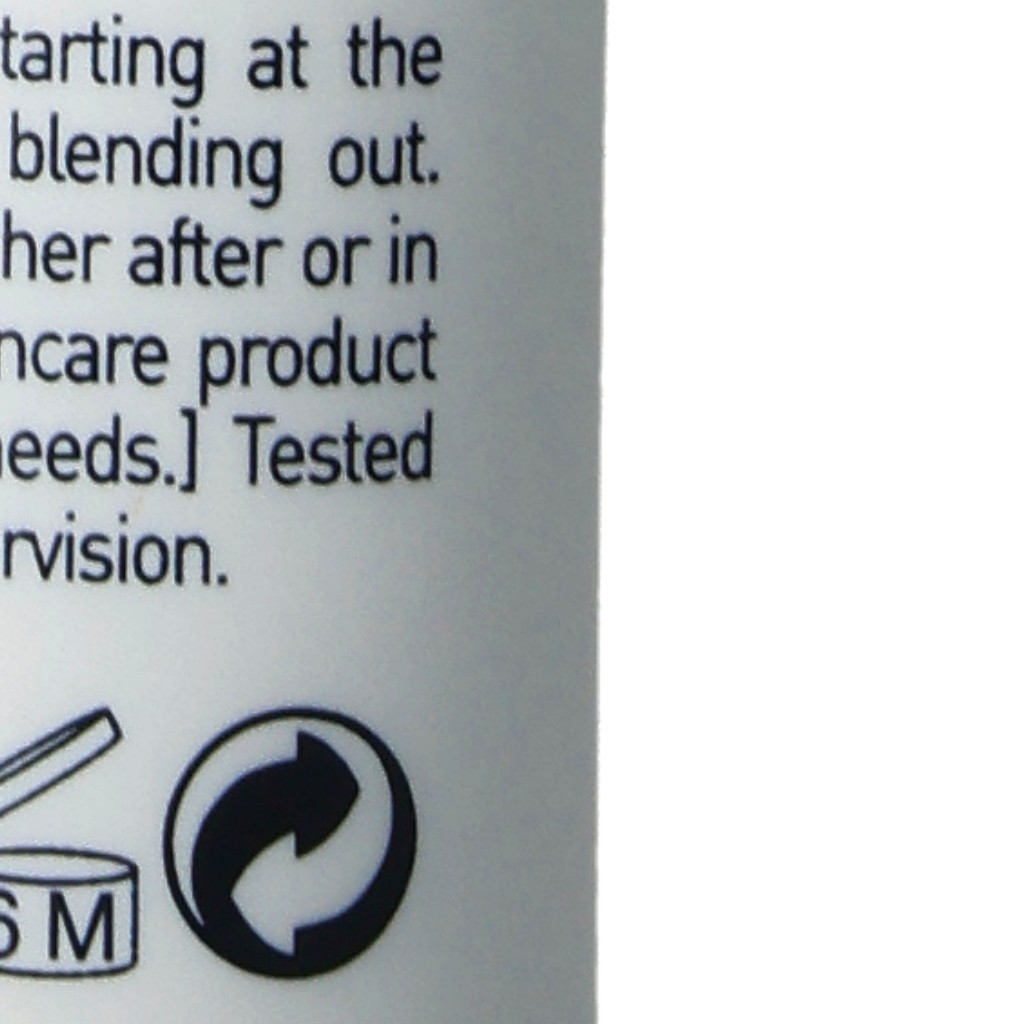 tarting at the
blending out.
her after or in
ncare product
eeds.] Tested
rvision.
6 M